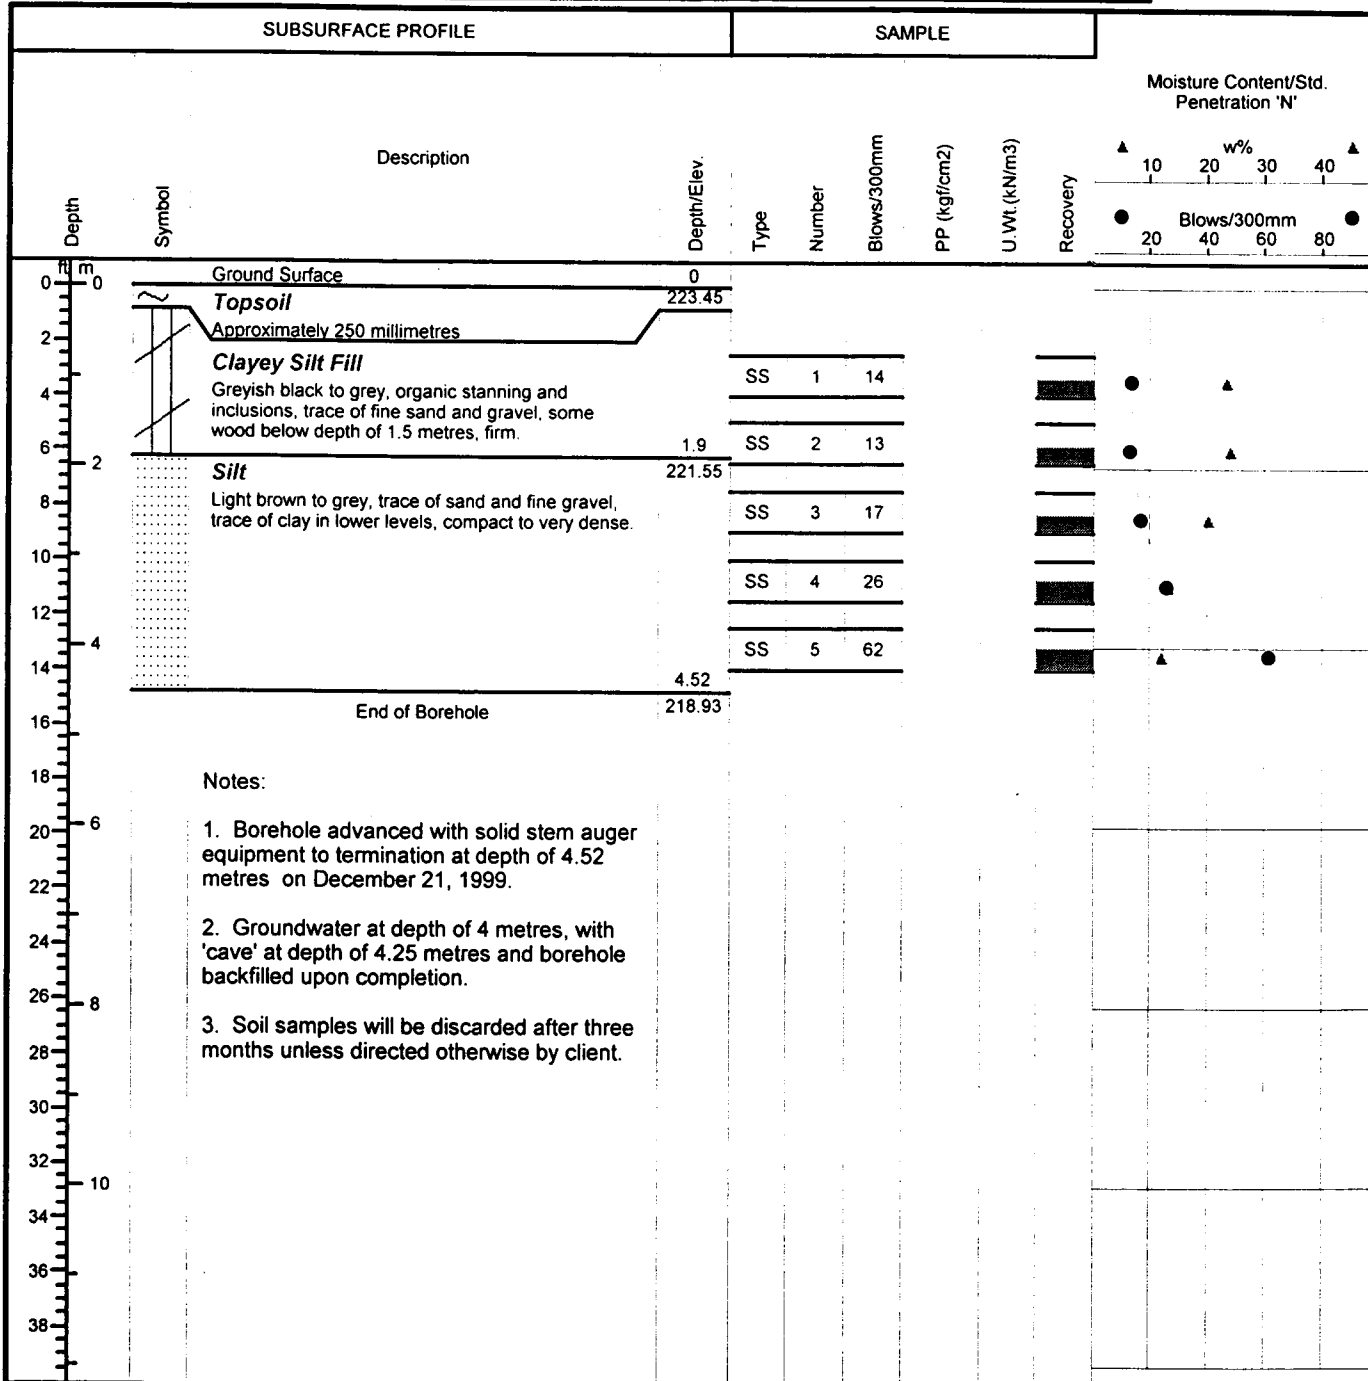 SUBSURFACE PROFILE
SAMPLE
Moisture Content/Std.
Penetration 'N'
Depth
Symbol
Description
Depth/Elev.
Type
Number
Blows/300mm
PP (kgf/cm2)
U.Wt.(kN/m3)
Recovery
w%
10 20 30 40
Blows/300mm
20 40 60 80
ft m
0 0
Ground Surface 0
Topsoil 223.45
Approximately 250 millimetres
2
Clayey Silt Fill
Greyish black to grey, organic stanning and
inclusions, trace of fine sand and gravel, some
wood below depth of 1.5 metres, firm.
SS 1 14
4
1.9
SS 2 13
6
2
Silt 221.55
Light brown to grey, trace of sand and fine gravel,
trace of clay in lower levels, compact to very dense.
8
SS 3 17
10
SS 4 26
12
4
SS 5 62
14
4.52
End of Borehole 218.93
16
18
Notes:
20 6
1. Borehole advanced with solid stem auger
equipment to termination at depth of 4.52
metres on December 21, 1999.
22
24
2. Groundwater at depth of 4 metres, with
'cave' at depth of 4.25 metres and borehole
backfilled upon completion.
26 8
3. Soil samples will be discarded after three
months unless directed otherwise by client.
28
30
32
10
34
36
38